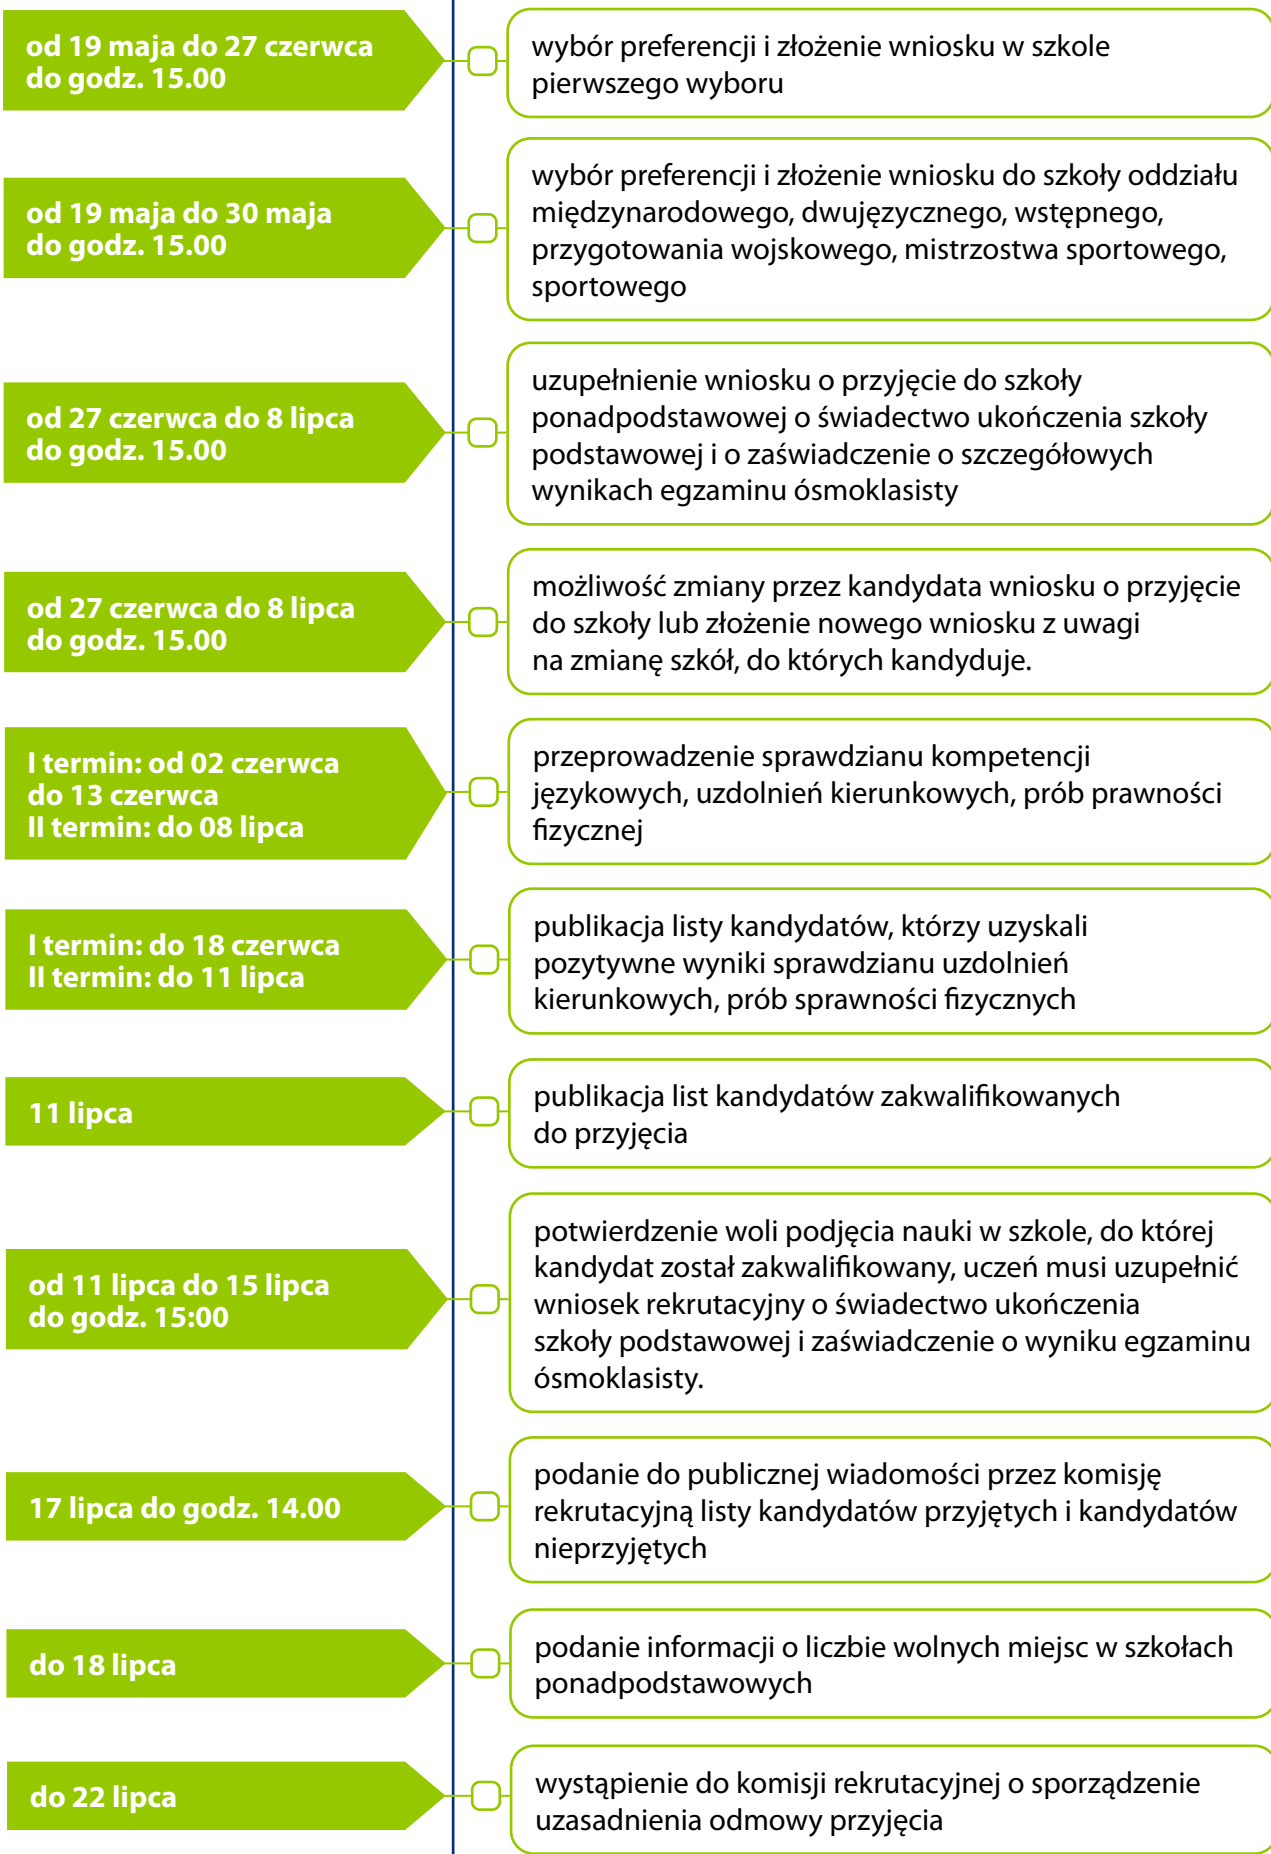 od 19 maja do 27 czerwca
do godz. 15.00
wybór preferencji i złożenie wniosku w szkole
pierwszego wyboru
od 19 maja do 30 maja
do godz. 15.00
wybór preferencji i złożenie wniosku do szkoły oddziału
międzynarodowego, dwujęzycznego, wstępnego,
przygotowania wojskowego, mistrzostwa sportowego,
sportowego
od 27 czerwca do 8 lipca
do godz. 15.00
uzupełnienie wniosku o przyjęcie do szkoły
ponadpodstawowej o świadectwo ukończenia szkoły
podstawowej i o zaświadczenie o szczegółowych
wynikach egzaminu ósmoklasisty
od 27 czerwca do 8 lipca
do godz. 15.00
możliwość zmiany przez kandydata wniosku o przyjęcie
do szkoły lub złożenie nowego wniosku z uwagi
na zmianę szkół, do których kandyduje.
I termin: od 02 czerwca
do 13 czerwca
II termin: do 08 lipca
przeprowadzenie sprawdzianu kompetencji
językowych, uzdolnień kierunkowych, prób prawności
fizycznej
I termin: do 18 czerwca
II termin: do 11 lipca
publikacja listy kandydatów, którzy uzyskali
pozytywne wyniki sprawdzianu uzdolnień
kierunkowych, prób sprawności fizycznych
11 lipca
publikacja list kandydatów zakwalifikowanych
do przyjęcia
od 11 lipca do 15 lipca
do godz. 15:00
potwierdzenie woli podjęcia nauki w szkole, do której
kandydat został zakwalifikowany, uczeń musi uzupełnić
wniosek rekrutacyjny o świadectwo ukończenia
szkoły podstawowej i zaświadczenie o wyniku egzaminu
ósmoklasisty.
17 lipca do godz. 14.00
podanie do publicznej wiadomości przez komisję
rekrutacyjną listy kandydatów przyjętych i kandydatów
nieprzyjętych
do 18 lipca
podanie informacji o liczbie wolnych miejsc w szkołach
ponadpodstawowych
do 22 lipca
wystąpienie do komisji rekrutacyjnej o sporządzenie
uzasadnienia odmowy przyjęcia